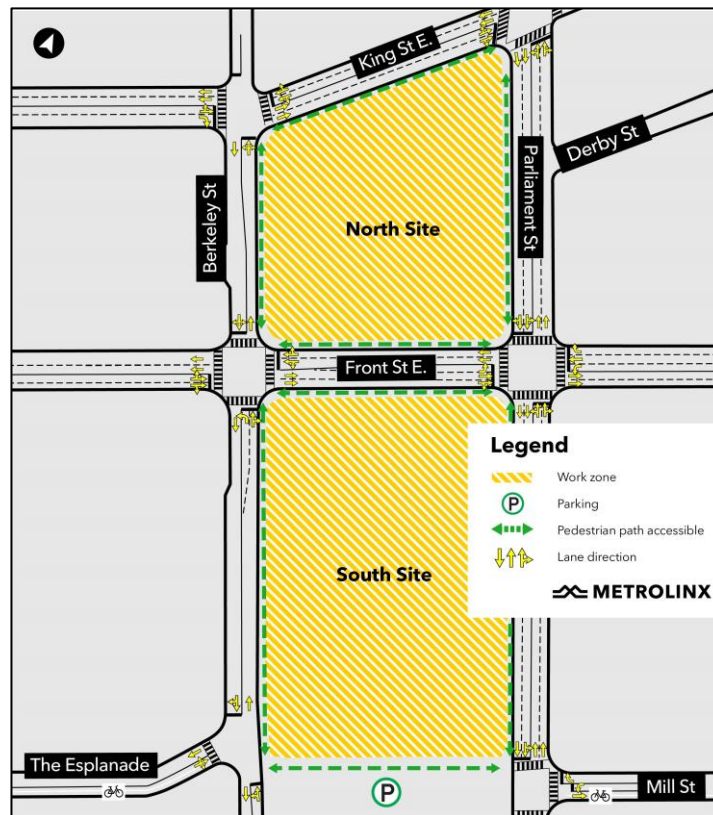 King St E.
Derby St
Parliament St
Berkeley St
North Site
Front St E.
Legend
Work zone
P
Parking
Pedestrian path accessible
Lane direction
METROLINX
South Site
The Esplanade
P
Mill St